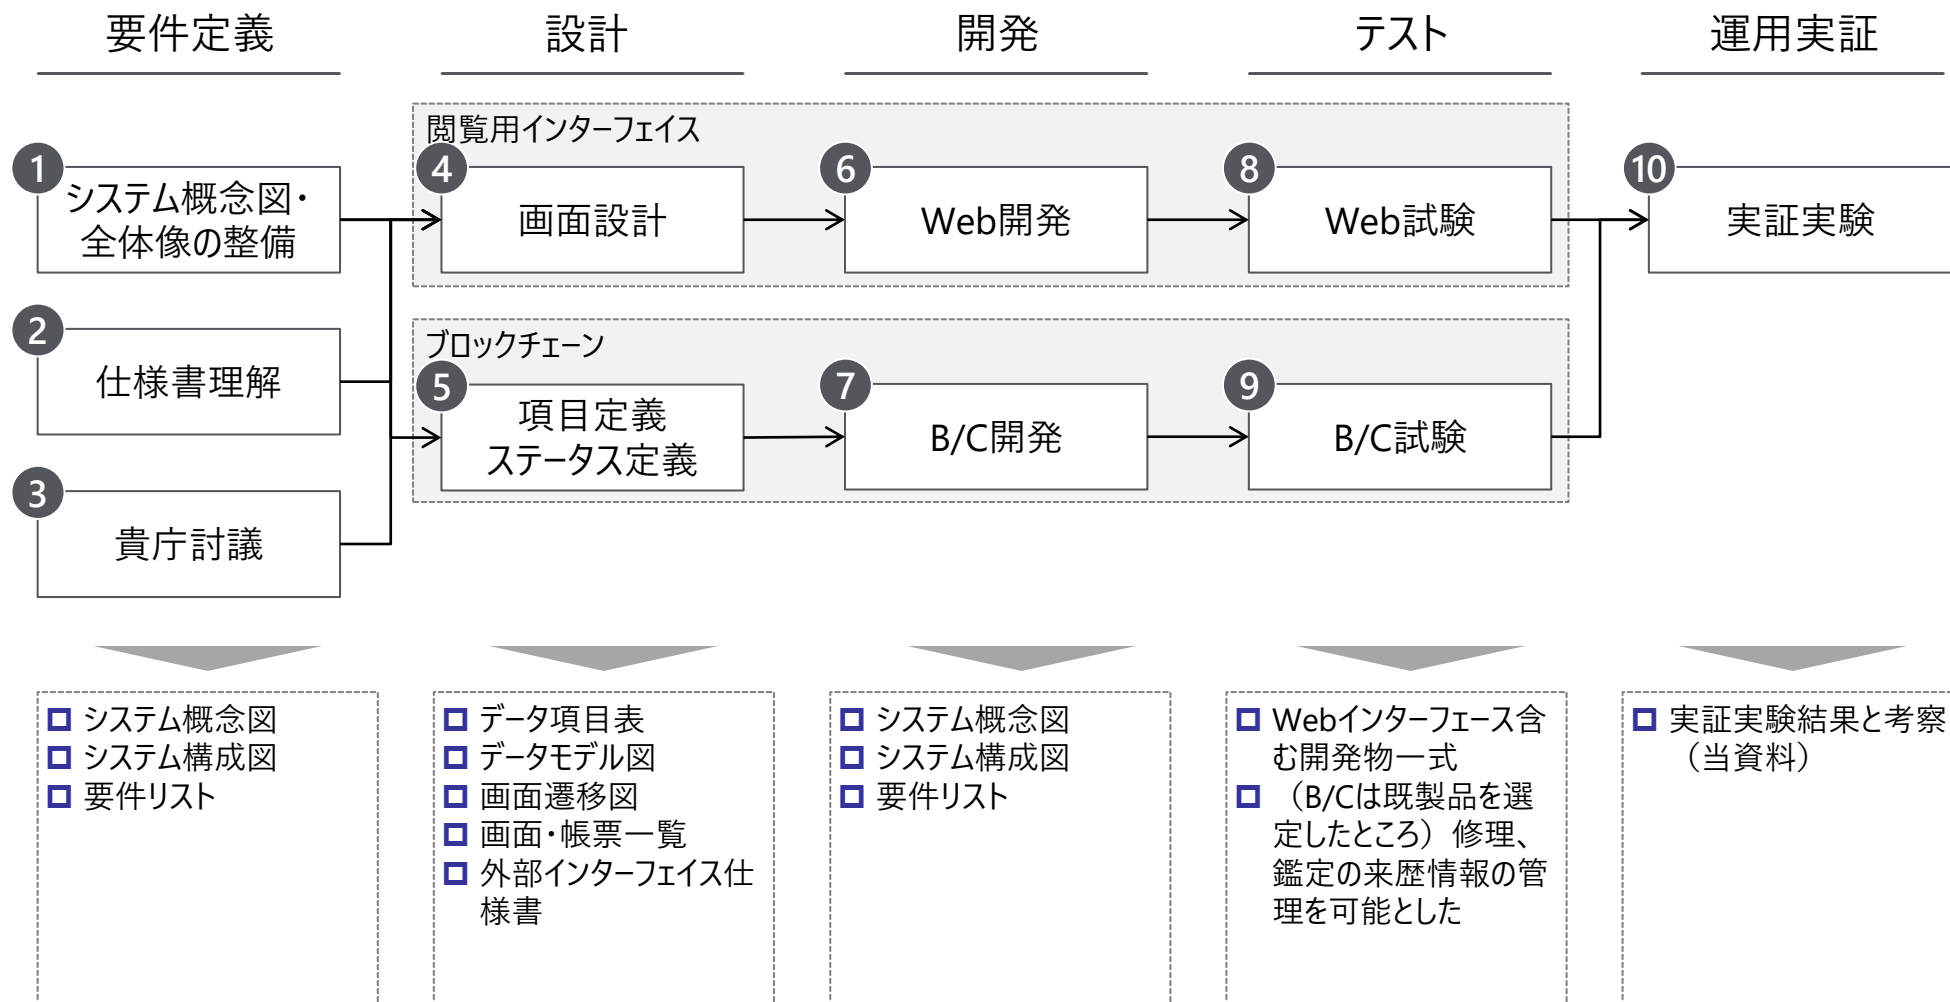 要件定義
設計
開発
テスト
運用実証
閲覧用インターフェイス
1
システム概念図・
全体像の整備
4
画面設計
6
Web開発
8
Web試験
10
実証実験
2
仕様書理解
ブロックチェーン
5
項目定義
ステータス定義
7
B/C開発
9
B/C試験
3
貴庁討議
システム概念図
システム構成図
要件リスト
データ項目表
データモデル図
画面遷移図
画面・帳票一覧
外部インターフェイス仕
様書
システム概念図
システム構成図
要件リスト
Webインターフェース含
む開発物一式
（B/Cは既製品を選
定したところ）修理、
鑑定の来歴情報の管
理を可能とした
実証実験結果と考察
（当資料）